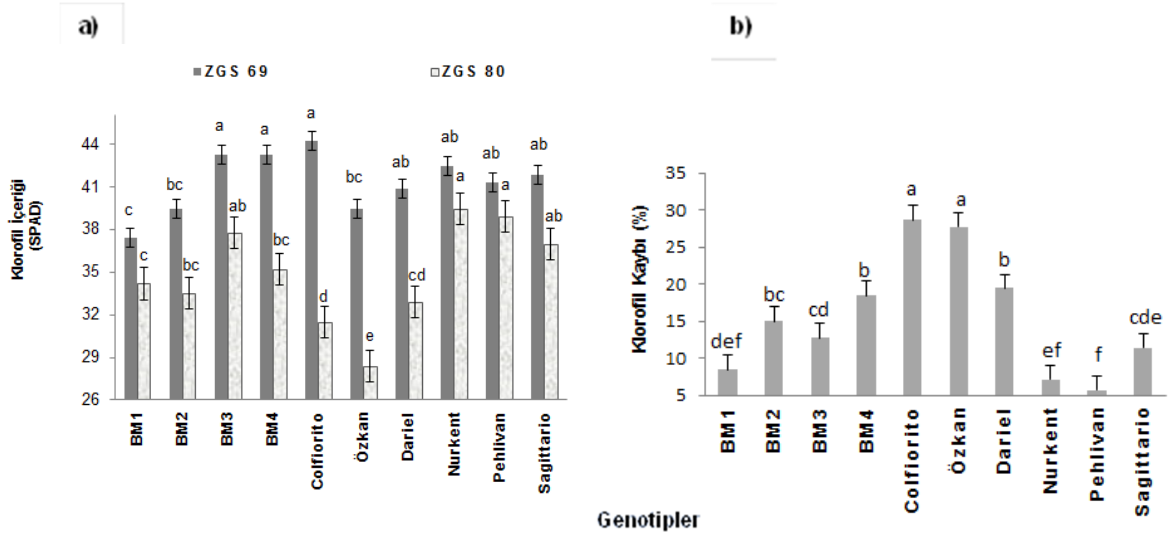 a)
ZGS 69 ZGS 80
Klorofil İçeriği
(SPAD)
44
41
38
35
32
29
26
c c bc bc a ab a bc a d bc e ab cd ab a ab a ab ab
BM1 BM2 BM3 BM4 Colfiorito Özkan Dariel Nurkent Pehlivan Sagittario
b)
Klorofil Kaybı (%)
35
30
25
20
15
10
5
def bc cd b a a b ef f cde
BM1 BM2 BM3 BM4 Colfiorito Özkan Dariel Nurkent Pehlivan Sagittario
Genotipler